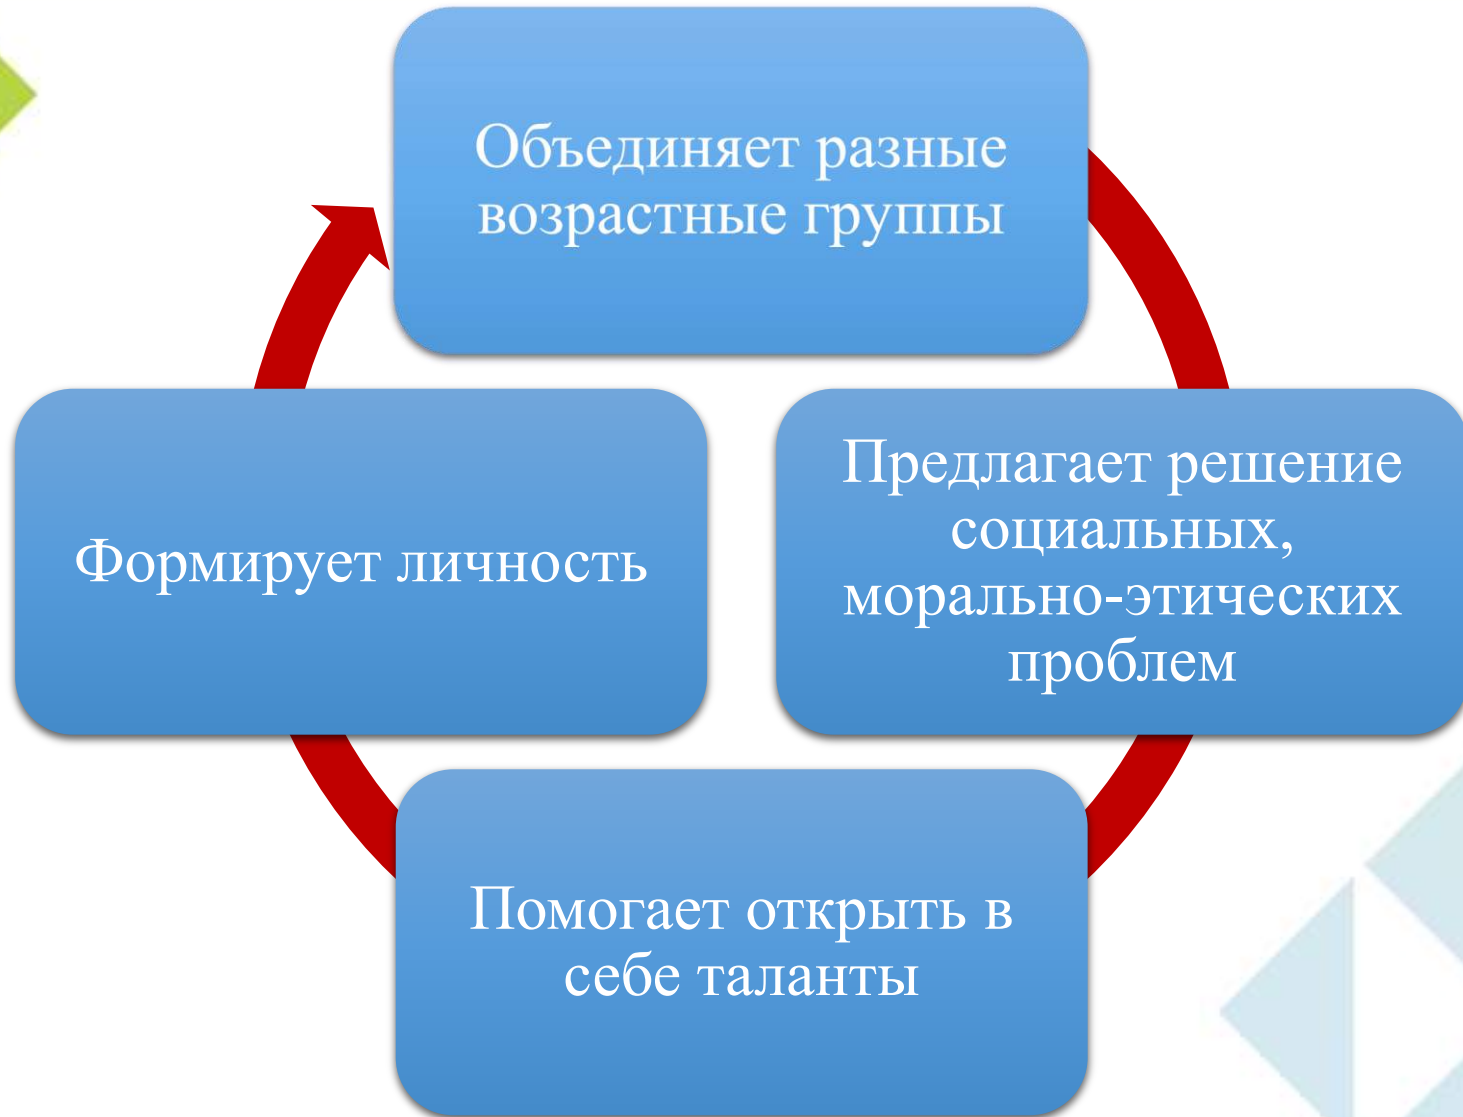 Объединяет разные
возрастные группы
Предлагает решение
социальных,
морально-этических
проблем
Помогает открыть в
себе таланты
Формирует личность